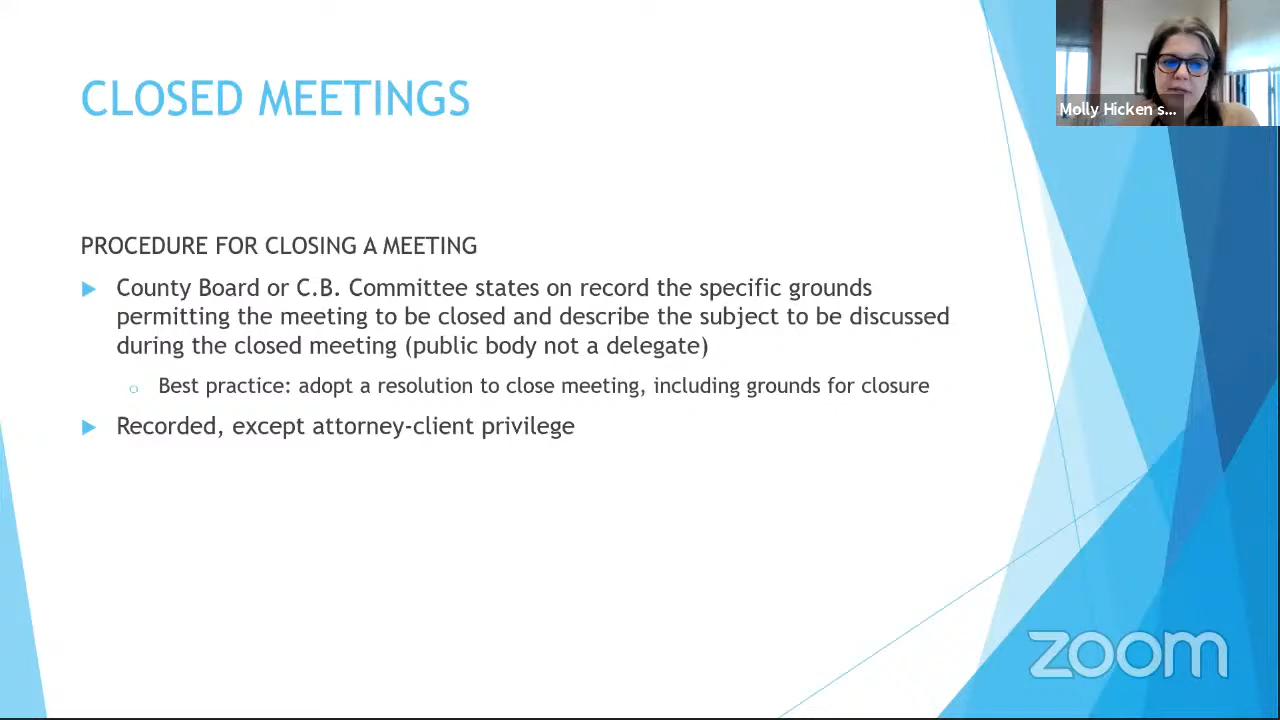 CLOSED MEETINGS
Molly Hicken s...
PROCEDURE FOR CLOSING A MEETING
County Board or C.B. Committee states on record the specific grounds
permitting the meeting to be closed and describe the subject to be discussed
during the closed meeting (public body not a delegate)
Best practice: adopt a resolution to close meeting, including grounds for closure
Recorded, except attorney-client privilege
zoom